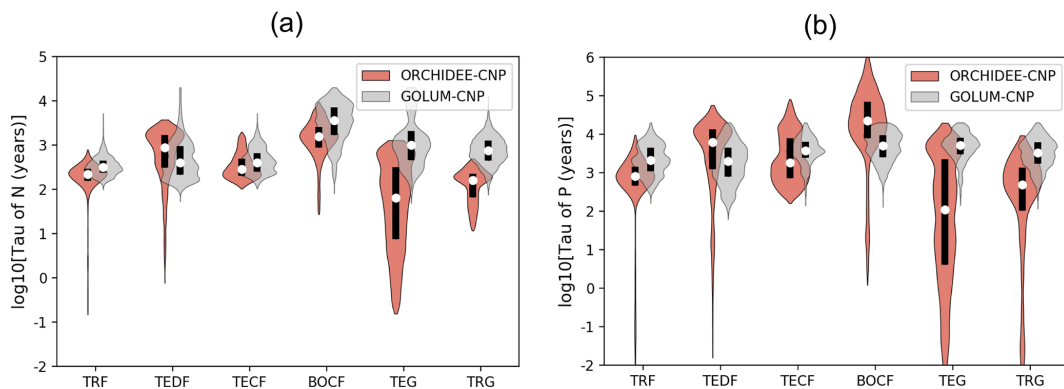 (a)
log10[Tau of N (years)]
5
4
3
2
1
0
-1
-2
ORCHIDEE-CNP
GOLUM-CNP
TRF TEDF TECF BOCF TEG TRG
(b)
log10[Tau of P (years)]
6
5
4
3
2
1
0
-1
-2
ORCHIDEE-CNP
GOLUM-CNP
TRF TEDF TECF BOCF TEG TRG